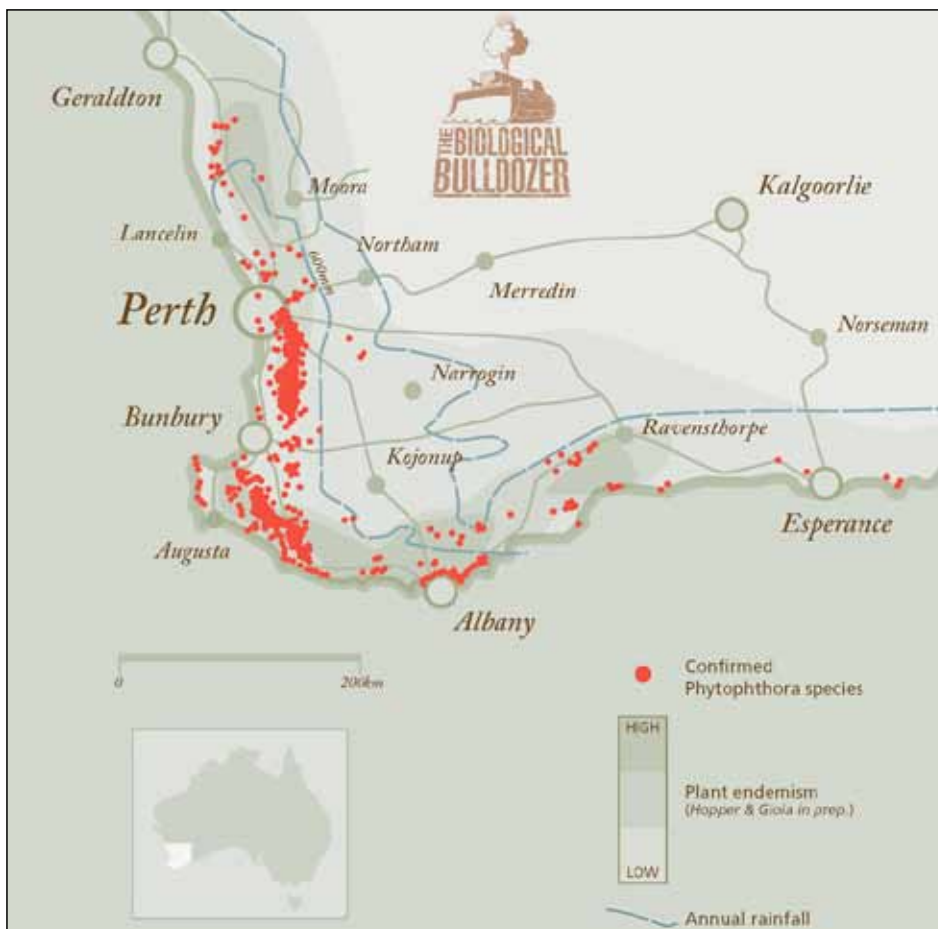 Geraldton
THE BIOLOGICAL
BULLDOZER
Moora
Kalgoorlie
Lancelin
Northam
600mm
Merredin
Perth
Norseman
Narrogin
Bunbury
Ravensthorpe
Kojonup
Esperance
Augusta
Albany
0 200km
Confirmed
Phytophthora species
HIGH
Plant endemism
(Hopper & Gioia in prep.)
LOW
Annual rainfall